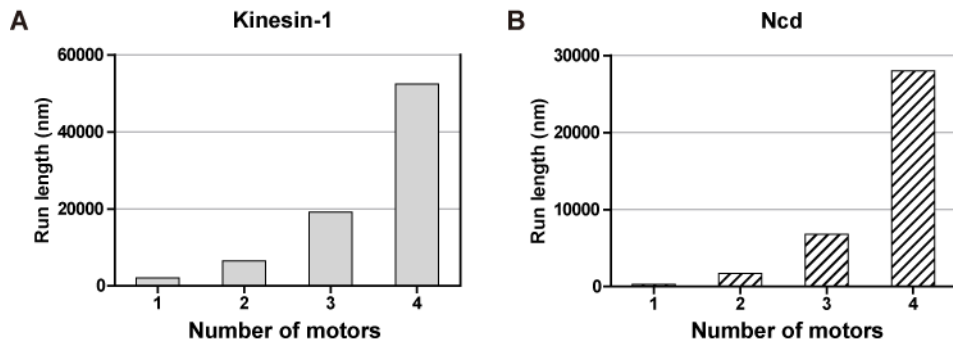 A
Kinesin-1
Run length (nm)
60000
40000
20000
0
1 2 3 4
Number of motors
B
Ncd
Run length (nm)
30000
20000
10000
0
1 2 3 4
Number of motors